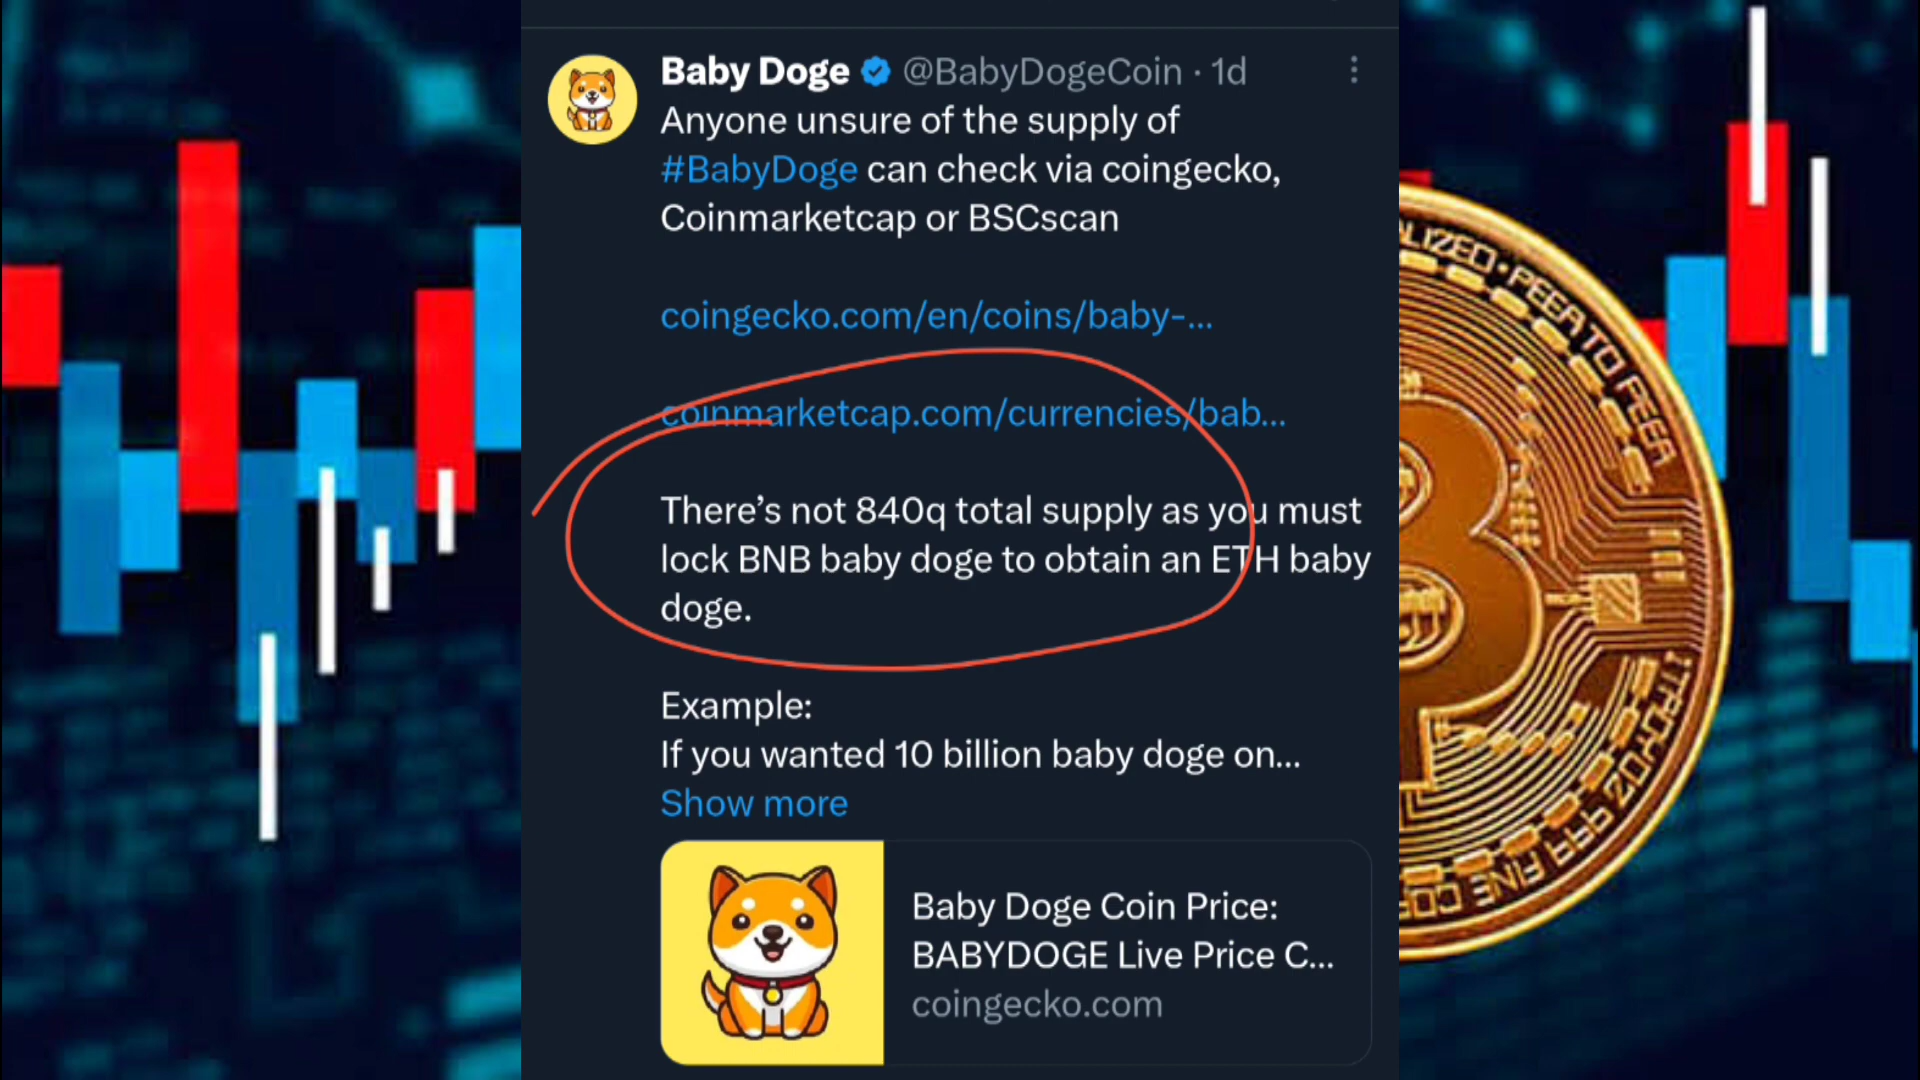 Baby Doge @BabyDogeCoin · 1d
Anyone unsure of the supply of
#BabyDoge can check via coingecko,
Coinmarketcap or BSCscan
coingecko.com/en/coins/baby-...
coinmarketcap.com/currencies/bab...
There’s not 840q total supply as you must
lock BNB baby doge to obtain an ETH baby
doge.
Example:
If you wanted 10 billion baby doge on...
Show more
Baby Doge Coin Price:
BABYDOGE Live Price C...
coingecko.com
PEER TO PEER